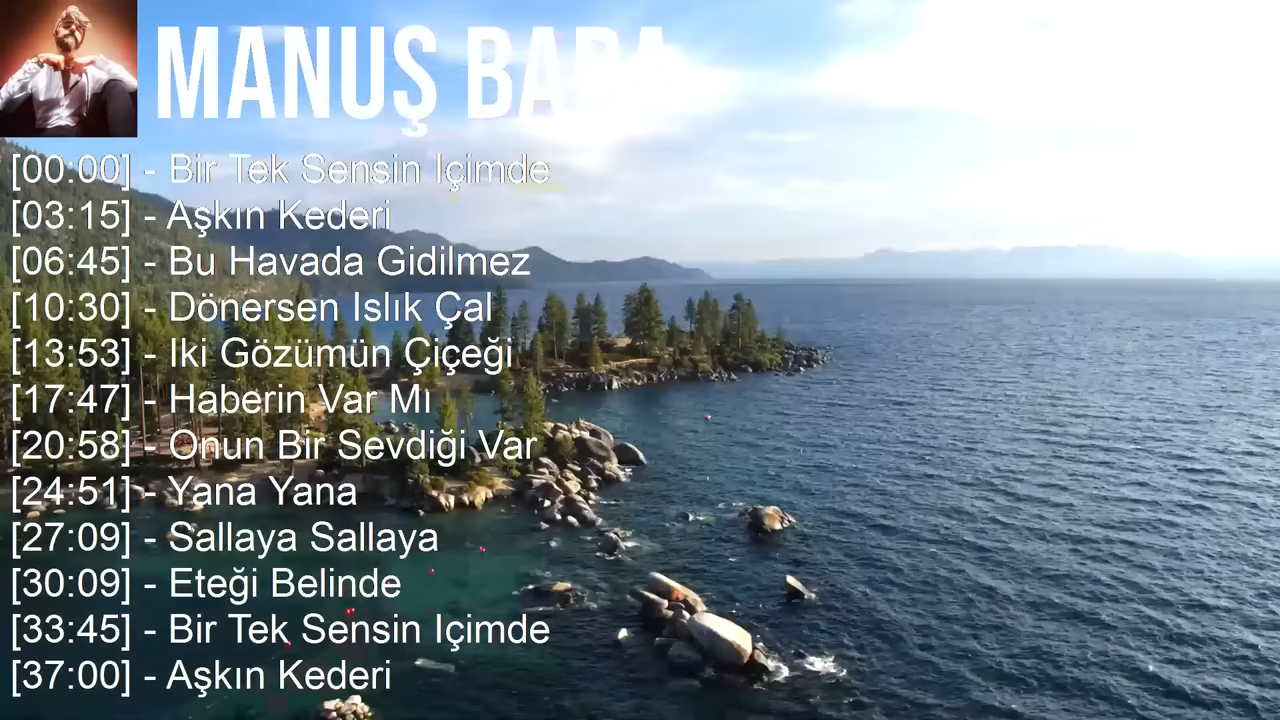 MANUŞ BABA
[00:00] - Bir Tek Sensin Içimde
[03:15] - Aşkın Kederi
[06:45] - Bu Havada Gidilmez
[10:30] - Dönersen Islık Çal
[13:53] - Iki Gözümün Çiçeği
[17:47] - Haberin Var Mı
[20:58] - Onun Bir Sevdiği Var
[24:51] - Yana Yana
[27:09] - Sallaya Sallaya
[30:09] - Eteği Belinde
[33:45] - Bir Tek Sensin Içimde
[37:00] - Aşkın Kederi